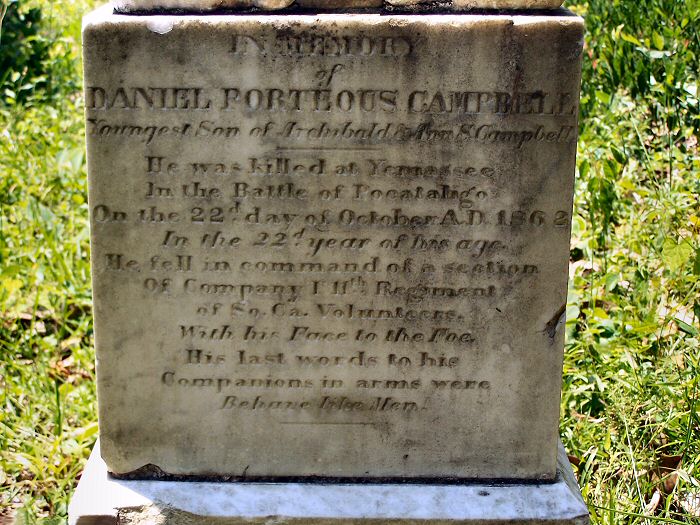 IN MEMORY
of
DANIEL PORTEOUS CAMPBELL
Youngest Son of Archibald & Ann S. Campbell
He was killed at Yemassee
In the Battle of Pocataligo
On the 22d day of October A.D. 1862
In the 22d year of his age.
He fell in command of a section
Of Company I 11th Regiment
of So. Ca. Volunteers.
With his Face to the Foe.
His last words to his
Companions in arms were
Behave like Men!